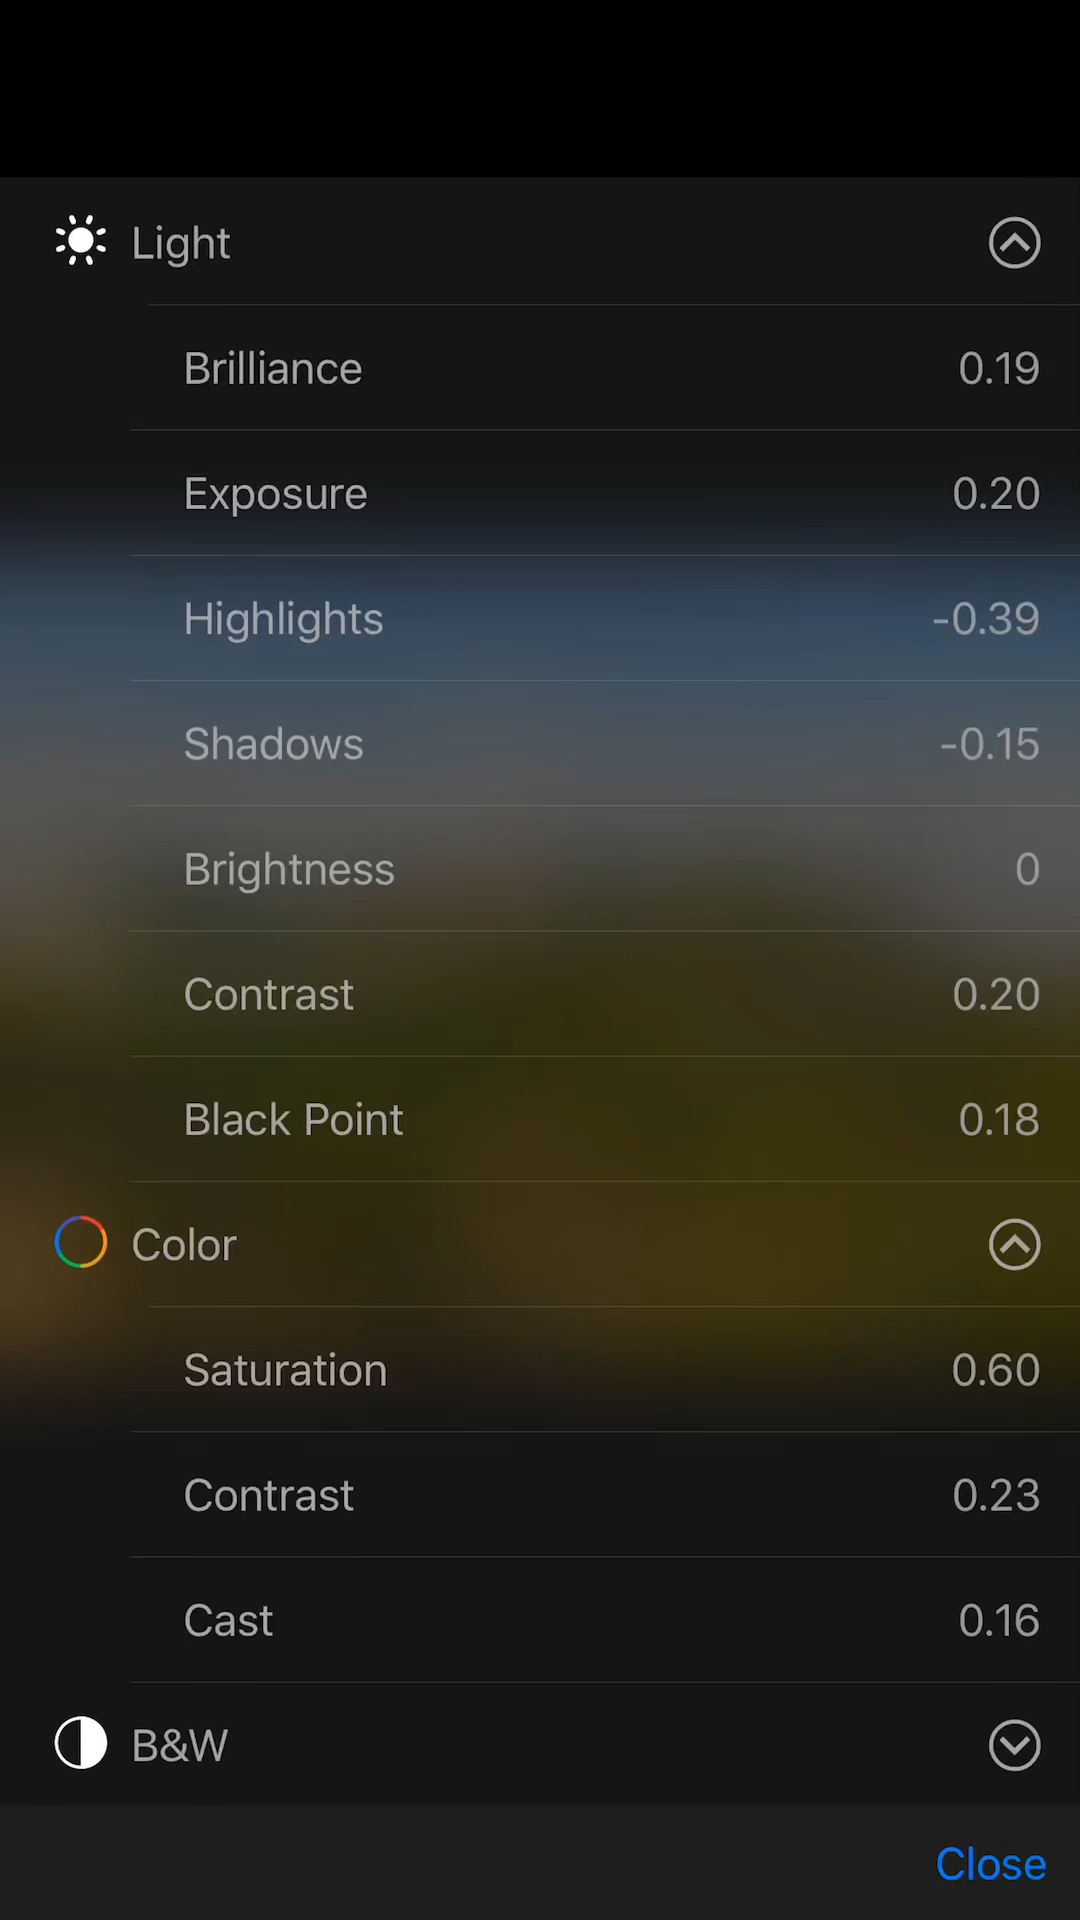 Light
Brilliance 0.19
Exposure 0.20
Highlights -0.39
Shadows -0.15
Brightness 0
Contrast 0.20
Black Point 0.18
Color
Saturation 0.60
Contrast 0.23
Cast 0.16
B&W
Close